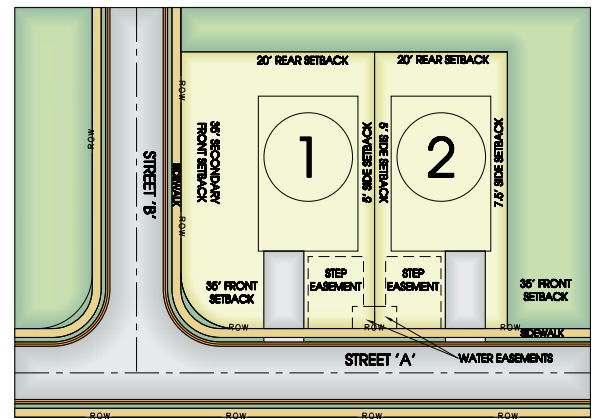 20' REAR SETBACK
20' REAR SETBACK
ROW
ROW
35' SECONDARY
FRONT SETBACK
1
5' SIDE SETBACK
5' SIDE SETBACK
2
7.5' SIDE SETBACK
STREET 'B'
SIDEWALK
ROW
STEP
EASEMENT
STEP
EASEMENT
35' FRONT
SETBACK
35' FRONT
SETBACK
ROW
ROW
ROW
SIDEWALK
STREET 'A'
WATER EASEMENTS
ROW
ROW
ROW
ROW